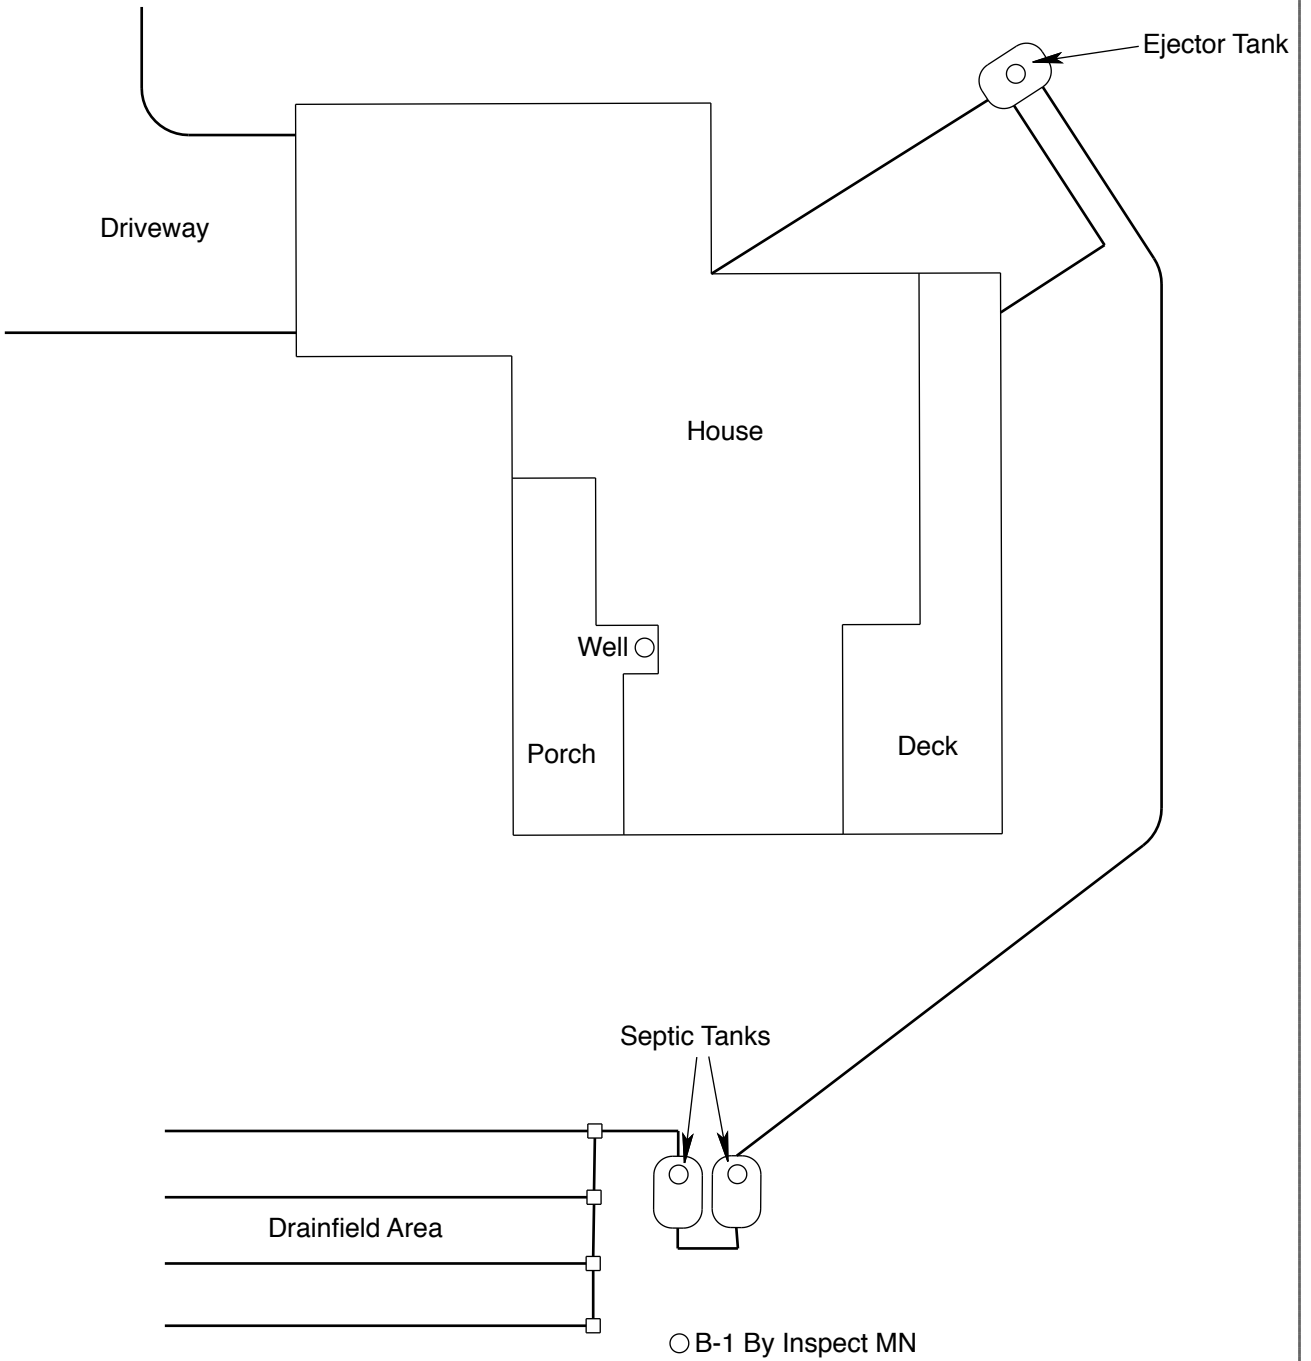 Ejector Tank
Driveway
House
Well
Porch
Deck
Septic Tanks
Drainfield Area
B-1 By Inspect MN